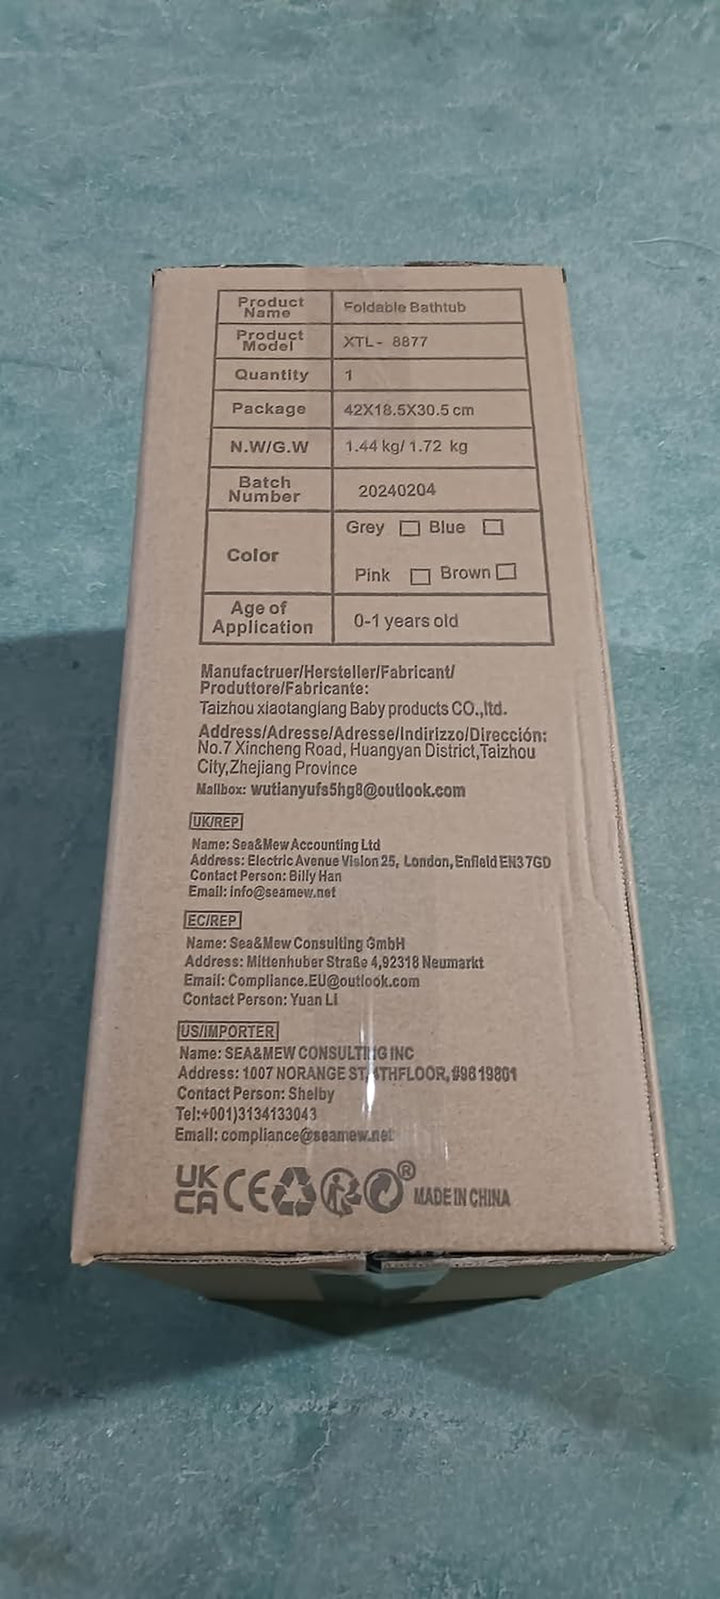 Product Name Foldable Bathtub
Product Model XTL- 8877
Quantity 1
Package 42X18.5X30.5 cm
N.W/G.W 1.44 kg/ 1.72 kg
Batch Number 20240204
Color Grey Blue
Pink Brown
Age of Application 0-1 years old
Manufactruer/Hersteller/Fabricant/
Produttore/Fabricante:
Taizhou xiaotanglang Baby products CO.,ltd.
Address/Adresse/Adresse/Indirizzo/Dirección:
No.7 Xincheng Road, Huangyan District,Taizhou
City,Zhejiang Province
Mailbox: wutianyufs5hg8@outlook.com
UK/REP
Name: Sea&Mew Accounting Ltd
Address: Electric Avenue Vision 25, London, Enfield EN3 7GD
Contact Person: Billy Han
Email: info@seamew.net
EC/REP
Name: Sea&Mew Consulting GmbH
Address: Mittenhuber Straße 4,92318 Neumarkt
Email: Compliance.EU@outlook.com
Contact Person: Yuan LI
US/IMPORTER
Name: SEA&MEW CONSULTING INC
Address: 1007 NORANGE ST.4THFLOOR, #9819801
Contact Person: Shelby
Tel:+001)3134133043
Email: compliance@seamew.net
UK CA CE ® MADE IN CHINA